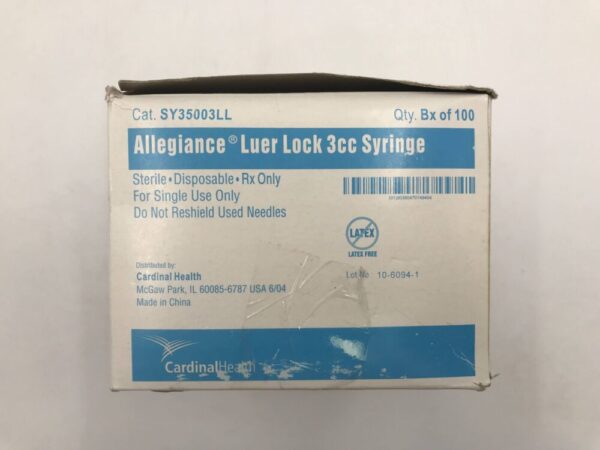 Cat. SY35003LL
Qty. Bx of 100
Allegiance® Luer Lock 3cc Syringe
Sterile • Disposable • Rx Only
For Single Use Only
Do Not Reshield Used Needles
LATEX
LATEX FREE
Distributed by:
Cardinal Health
McGaw Park, IL 60085-6787 USA 6/04
Made in China
Lot No. 10-6094-1
CardinalHealth